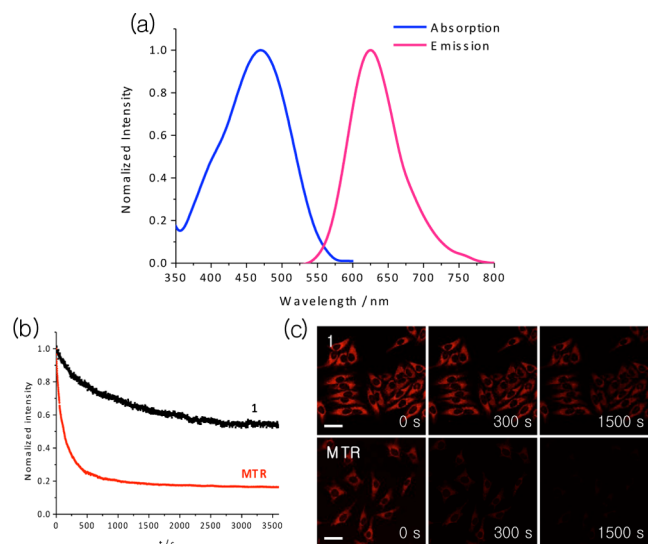 (a)
Absorption
Emission
Nomalized Intensity
1.0
0.8
0.6
0.4
0.2
0.0
350 400 450 500 550 600 650 700 750 800
Wavelength / nm
(b)
Nomalized intensity
1.0
0.8
0.6
0.4
0.2
0.0
1
MTR
0 500 1000 1500 2000 2500 3000 3500
(c)
1
0 s 300 s 1500 s
MTR
0 s 300 s 1500 s